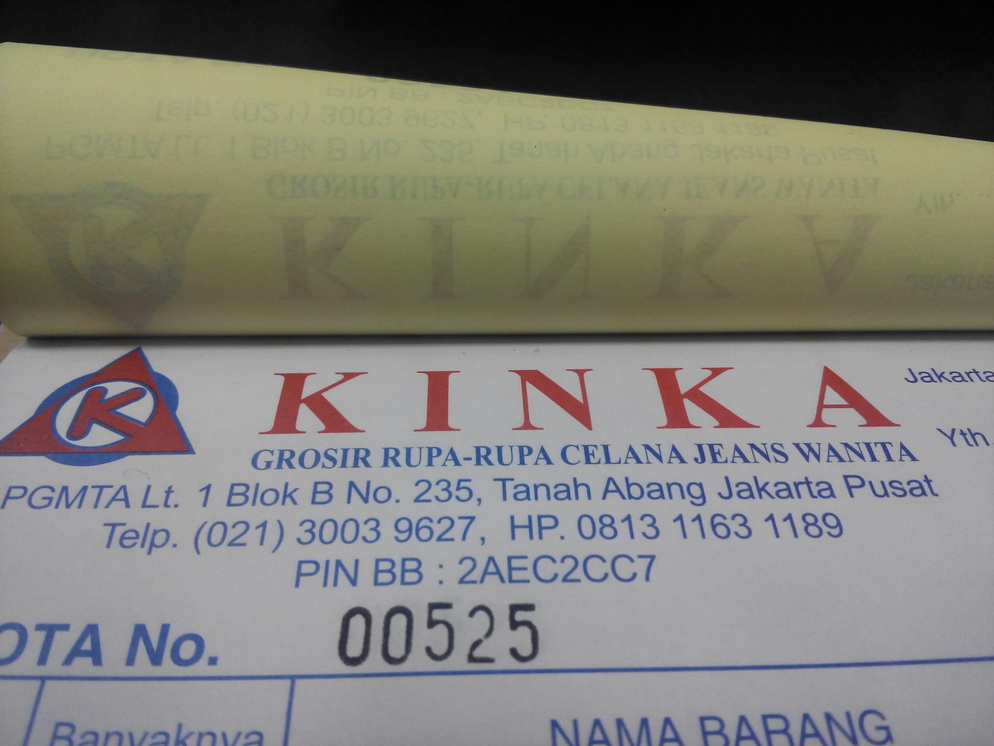 K
KINKA
Jakarta
GROSIR RUPA-RUPA CELANA JEANS WANITA
Yth
PGMTA Lt. 1 Blok B No. 235, Tanah Abang Jakarta Pusat
Telp. (021) 3003 9627, HP. 0813 1163 1189
PIN BB : 2AEC2CC7
OTA No. 00525
Banyaknya
NAMA BARANG